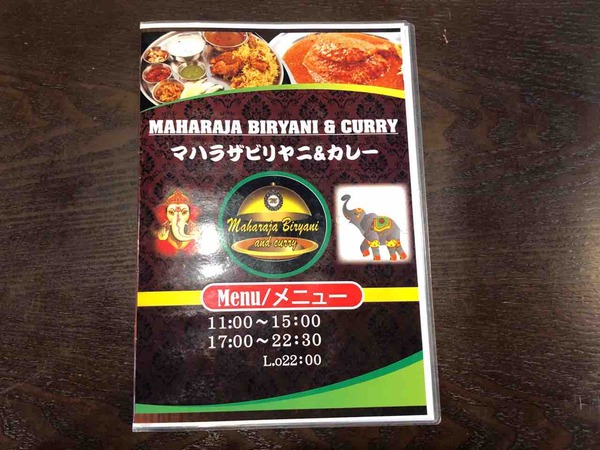 MAHARAJA BIRYANI & CURRY
マハラザビリヤニ&カレー
Maharaja Biryani
and curry
Menu/メニュー
11:00～15:00
17:00～22:30
L.o22:00